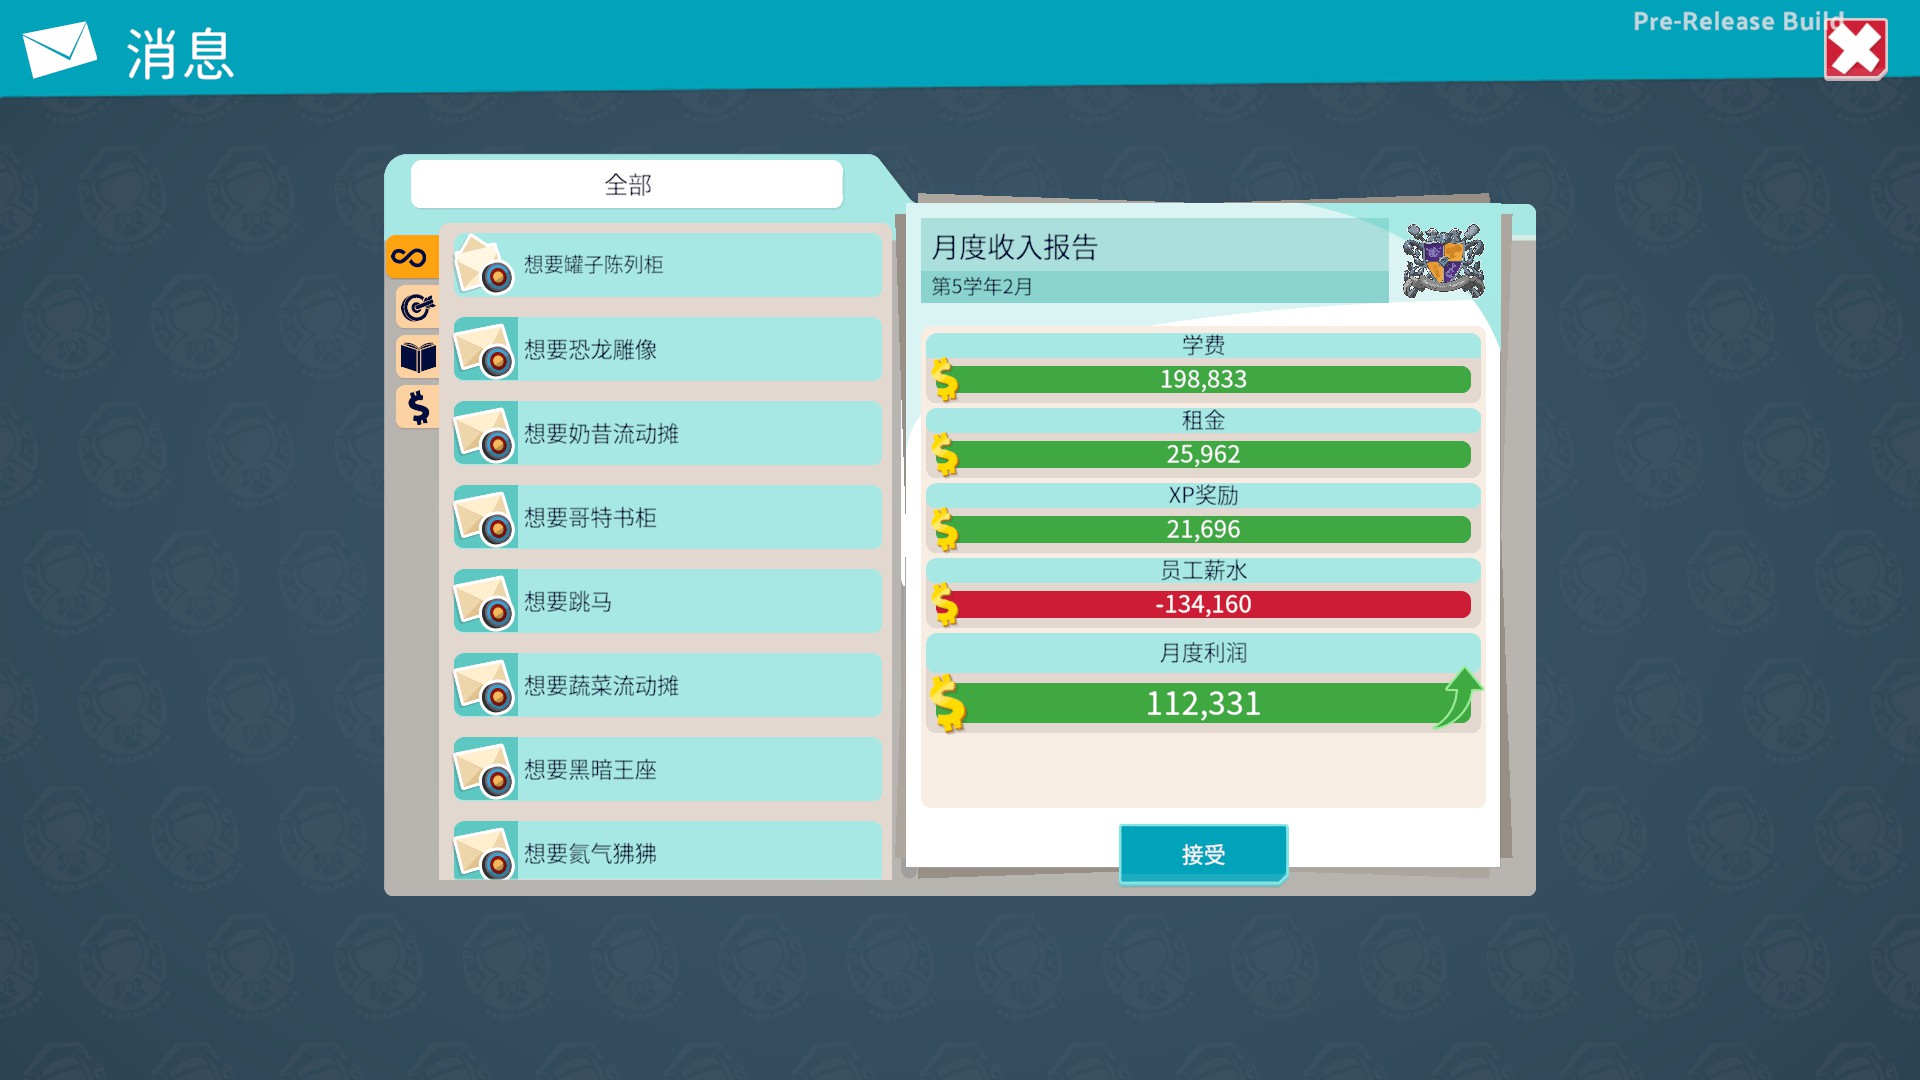 消息
Pre-Release Build
全部
想要罐子陈列柜
想要恐龙雕像
想要奶昔流动摊
想要哥特书柜
想要跳马
想要蔬菜流动摊
想要黑暗王座
想要氦气狒狒
月度收入报告
第5学年2月
学费
198,833
租金
25,962
XP奖励
21,696
员工薪水
-134,160
月度利润
112,331
接受